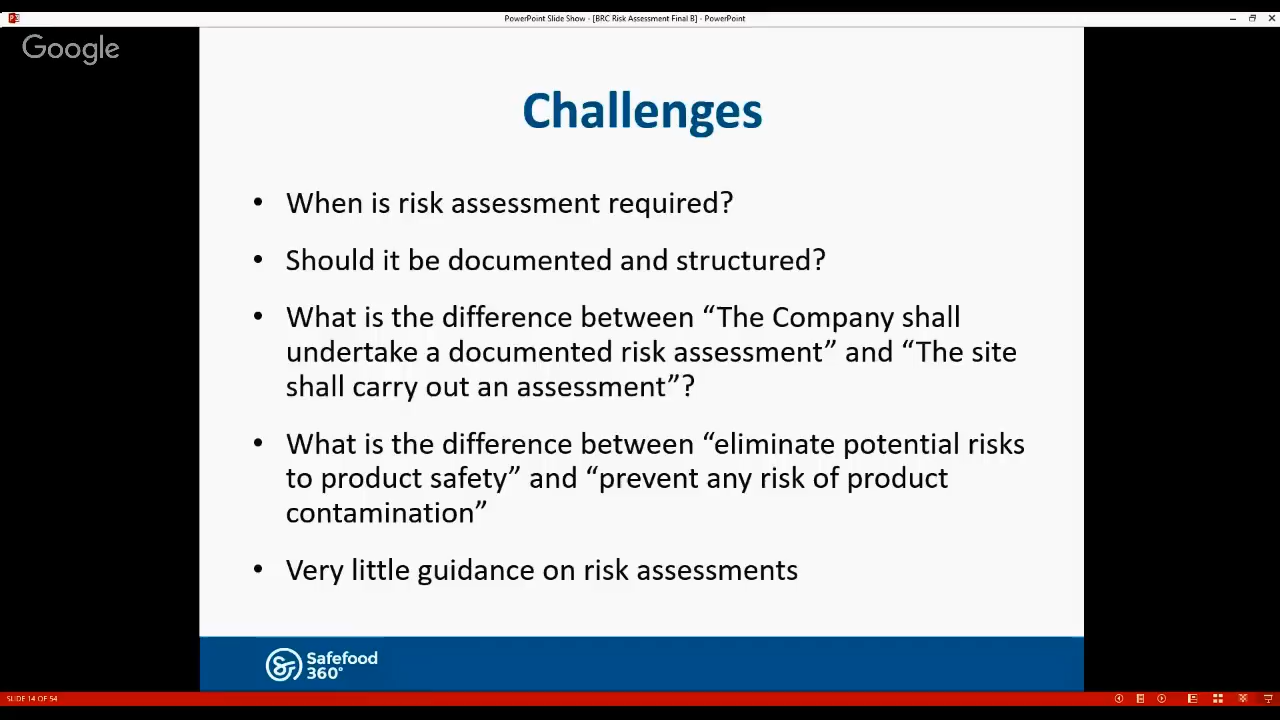 PowerPoint Slide Show - [BRC Risk Assessment Final B] - PowerPoint
Google
Challenges
• When is risk assessment required?
• Should it be documented and structured?
• What is the difference between “The Company shall
undertake a documented risk assessment” and “The site
shall carry out an assessment”?
• What is the difference between “eliminate potential risks
to product safety” and “prevent any risk of product
contamination”
• Very little guidance on risk assessments
Safefood
360°
SLIDE 14 OF 54